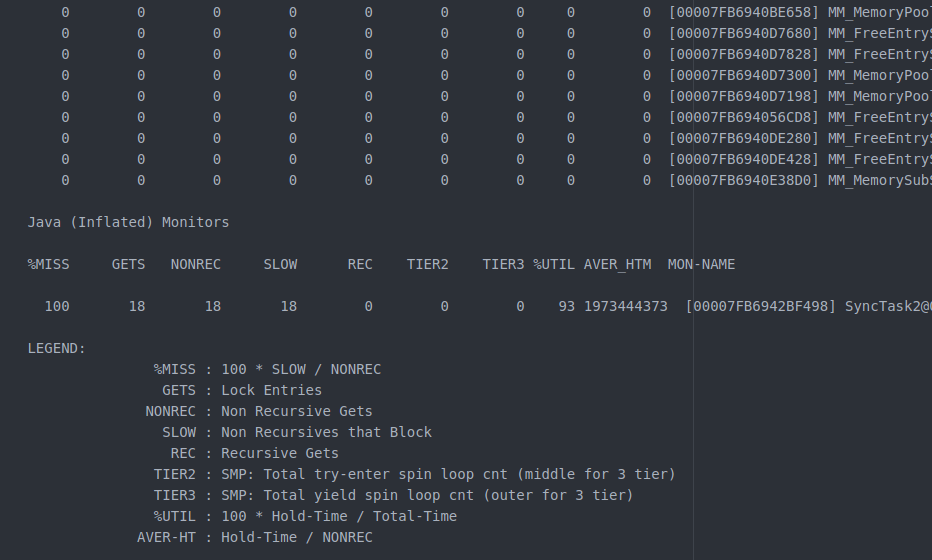 0 0 0 0 0 0 0 0 0 [00007FB6940BE658] MM_MemoryPool
0 0 0 0 0 0 0 0 0 [00007FB6940D7680] MM_FreeEntryS
0 0 0 0 0 0 0 0 0 [00007FB6940D7828] MM_FreeEntryS
0 0 0 0 0 0 0 0 0 [00007FB6940D7300] MM_MemoryPool
0 0 0 0 0 0 0 0 0 [00007FB6940D7198] MM_MemoryPool
0 0 0 0 0 0 0 0 0 [00007FB694056CD8] MM_FreeEntryS
0 0 0 0 0 0 0 0 0 [00007FB6940DE280] MM_FreeEntryS
0 0 0 0 0 0 0 0 0 [00007FB6940DE428] MM_FreeEntryS
0 0 0 0 0 0 0 0 0 [00007FB6940E38D0] MM_MemorySubS
Java (Inflated) Monitors
%MISS GETS NONREC SLOW REC TIER2 TIER3 %UTIL AVER_HTM MON-NAME
100 18 18 18 0 0 0 93 1973444373 [00007FB6942BF498] SyncTask2@
LEGEND:
%MISS : 100 * SLOW / NONREC
GETS : Lock Entries
NONREC : Non Recursive Gets
SLOW : Non Recursives that Block
REC : Recursive Gets
TIER2 : SMP: Total try-enter spin loop cnt (middle for 3 tier)
TIER3 : SMP: Total yield spin loop cnt (outer for 3 tier)
%UTIL : 100 * Hold-Time / Total-Time
AVER-HT : Hold-Time / NONREC